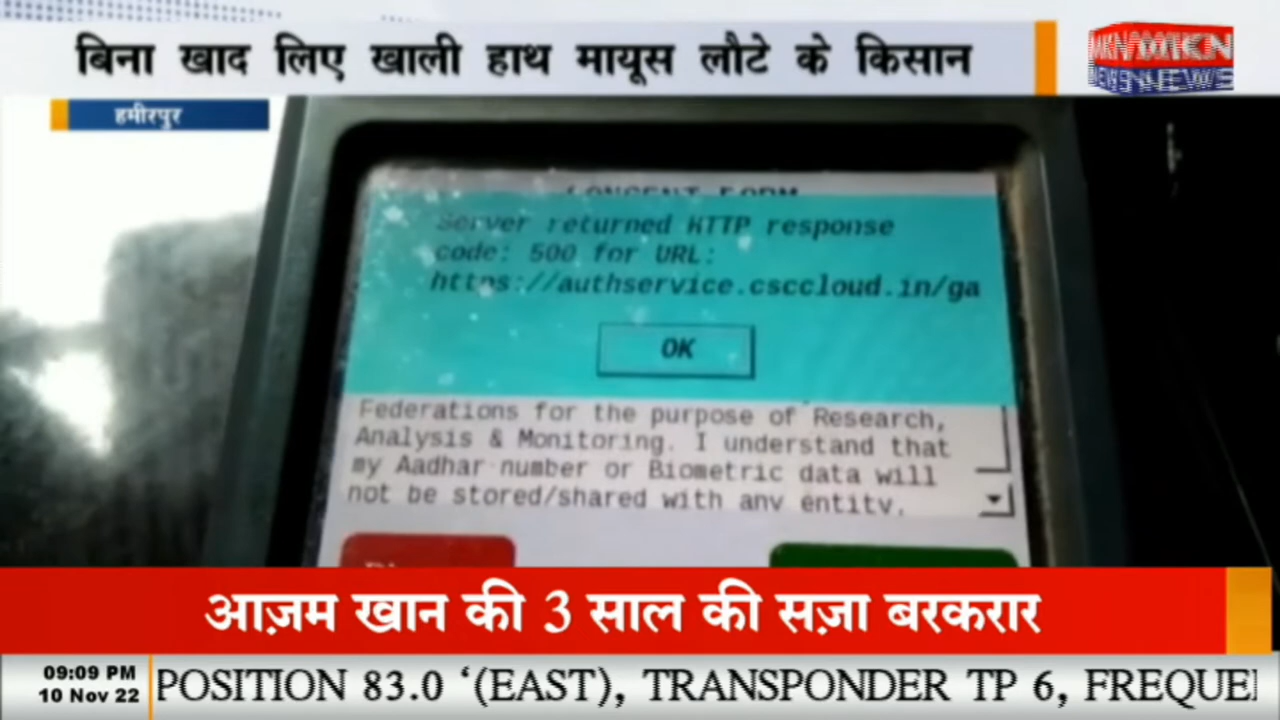 बिना खाद लिए खाली हाथ मायूस लौटे के किसान
हमीरपुर
CONSENT FORM
Server returned HTTP response
code: 500 for URL:
https://authservice.csccloud.in/ga
OK
Federations for the purpose of Research,
Analysis & Monitoring. I understand that
my Aadhar number or Biometric data will
not be stored/shared with any entity.
आज़म खान की 3 साल की सज़ा बरकरार
09:09 PM
10 Nov 22
POSITION 83.0 ‘(EAST), TRANSPONDER TP 6, FREQUE